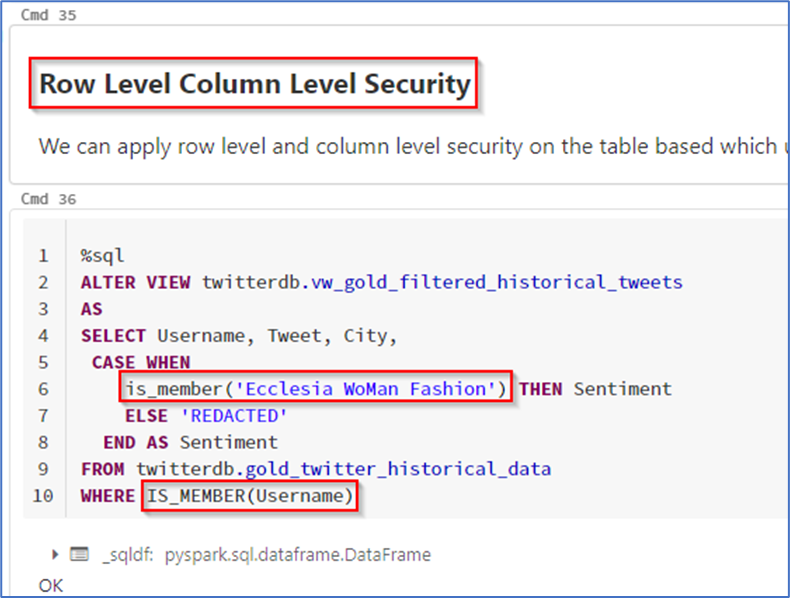 Cmd 35
Row Level Column Level Security
We can apply row level and column level security on the table based which
Cmd 36
1 %sql
2 ALTER VIEW twitterdb.vw_gold_filtered_historical_tweets
3 AS
4 SELECT Username, Tweet, City,
5 CASE WHEN
6 is_member('Ecclesia WoMan Fashion') THEN Sentiment
7 ELSE 'REDACTED'
8 END AS Sentiment
9 FROM twitterdb.gold_twitter_historical_data
10 WHERE IS_MEMBER(Username)
_sqldf: pyspark.sql.dataframe.DataFrame
OK